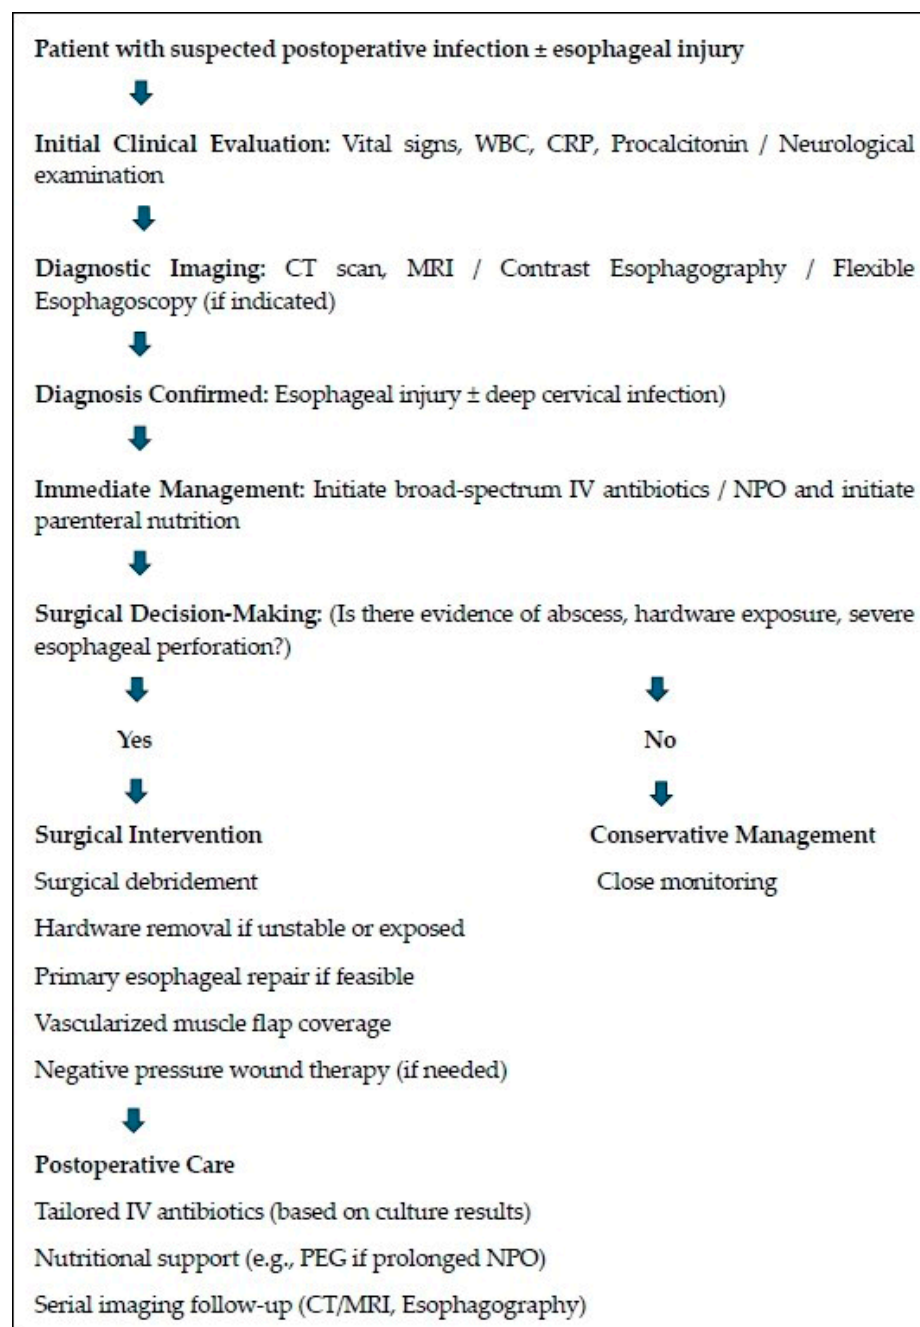 Patient with suspected postoperative infection ± esophageal injury
Initial Clinical Evaluation: Vital signs, WBC, CRP, Procalcitonin / Neurological
examination
Diagnostic Imaging: CT scan, MRI / Contrast Esophagography / Flexible
Esophagoscopy (if indicated)
Diagnosis Confirmed: Esophageal injury ± deep cervical infection)
Immediate Management: Initiate broad-spectrum IV antibiotics / NPO and initiate
parenteral nutrition
Surgical Decision-Making: (Is there evidence of abscess, hardware exposure, severe
esophageal perforation?)
Yes
No
Surgical Intervention
Conservative Management
Surgical debridement
Close monitoring
Hardware removal if unstable or exposed
Primary esophageal repair if feasible
Vascularized muscle flap coverage
Negative pressure wound therapy (if needed)
Postoperative Care
Tailored IV antibiotics (based on culture results)
Nutritional support (e.g., PEG if prolonged NPO)
Serial imaging follow-up (CT/MRI, Esophagography)